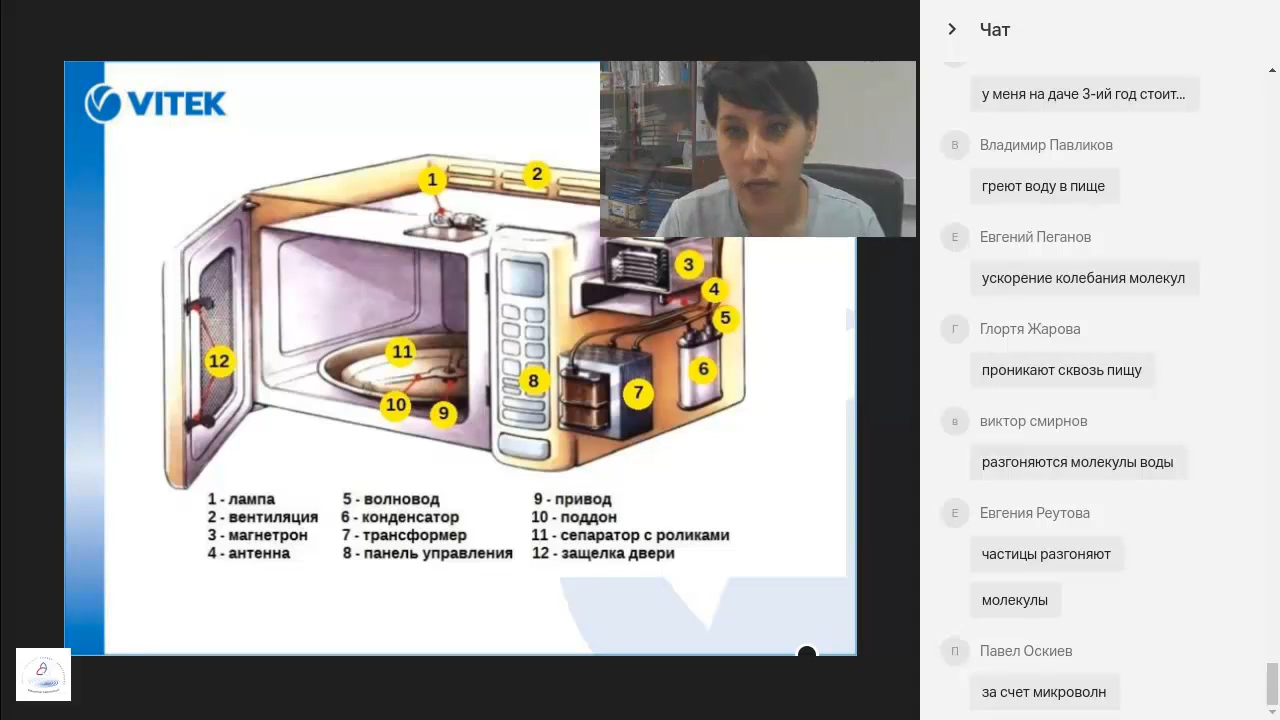 VITEK
1
2
3
4
5
6
7
8
9
10
11
12
1 - лампа
2 - вентиляция
3 - магнетрон
4 - антенна
5 - волновод
6 - конденсатор
7 - трансформер
8 - панель управления
9 - привод
10 - поддон
11 - сепаратор с роликами
12 - защелка двери
Чат
у меня на даче 3-ий год стоит...
В
Владимир Павликов
греют воду в пище
Е
Евгений Пеганов
ускорение колебания молекул
Г
Глортя Жарова
проникают сквозь пищу
в
виктор смирнов
разгоняются молекулы воды
Е
Евгения Реутова
частицы разгоняют
молекулы
П
Павел Оскиев
за счет микроволн